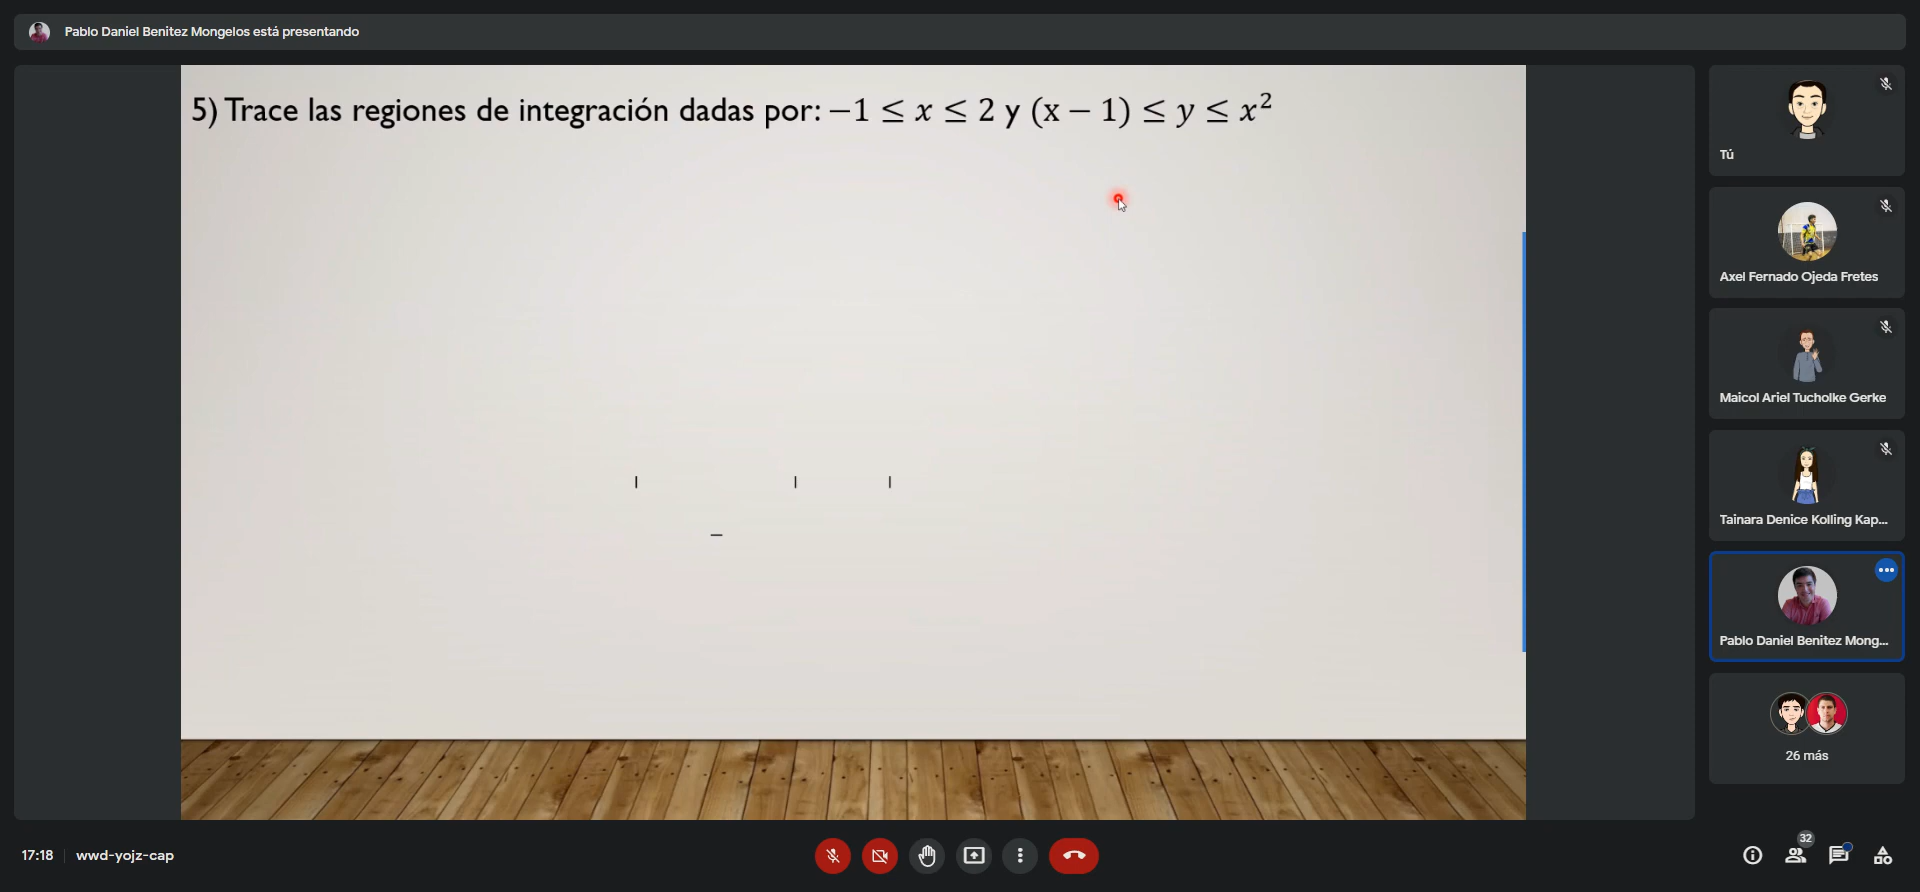 Pablo Daniel Benitez Mongelos está presentando
5) Trace las regiones de integración dadas por: −1 ≤ x ≤ 2 y (x − 1) ≤ y ≤ x²
Tú
Axel Fernado Ojeda Fretes
Maicol Ariel Tucholke Gerke
Tainara Denice Kolling Kap...
Pablo Daniel Benitez Mong...
26 más
17:18 | wwd-yojz-cap
32